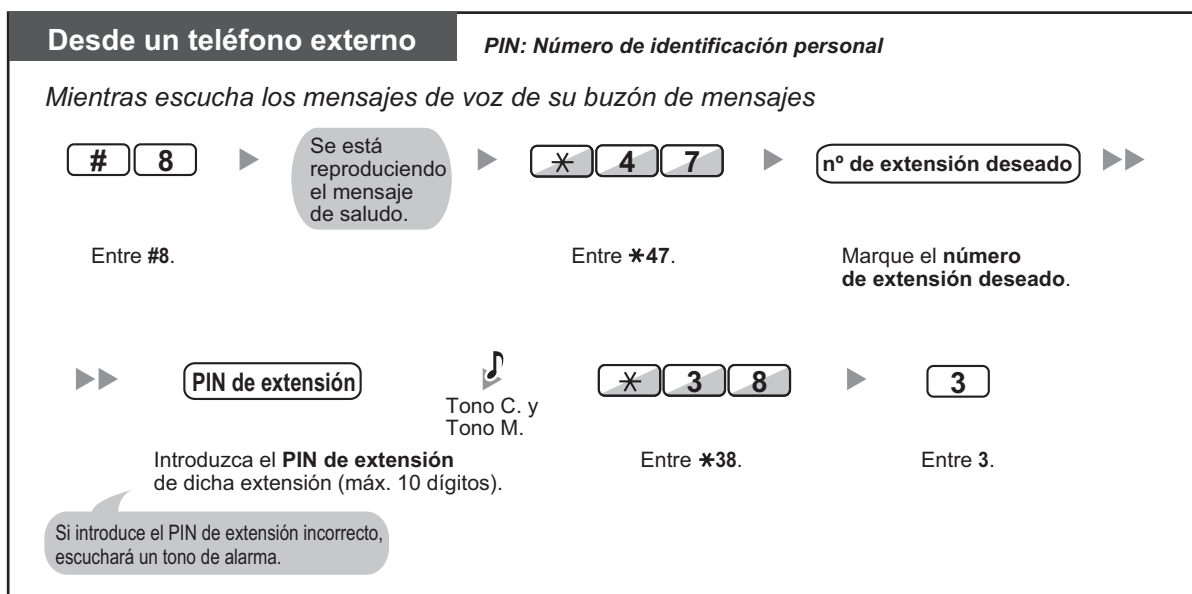 Desde un teléfono externo
PIN: Número de identificación personal
Mientras escucha los mensajes de voz de su buzón de mensajes
# 8
Se está
reproduciendo
el mensaje
de saludo.
* 4 7
nº de extensión deseado
Entre #8.
Entre *47.
Marque el número
de extensión deseado.
PIN de extensión
Tono C. y
Tono M.
* 3 8
3
Introduzca el PIN de extensión
de dicha extensión (máx. 10 dígitos).
Entre *38.
Entre 3.
Si introduce el PIN de extensión incorrecto,
escuchará un tono de alarma.